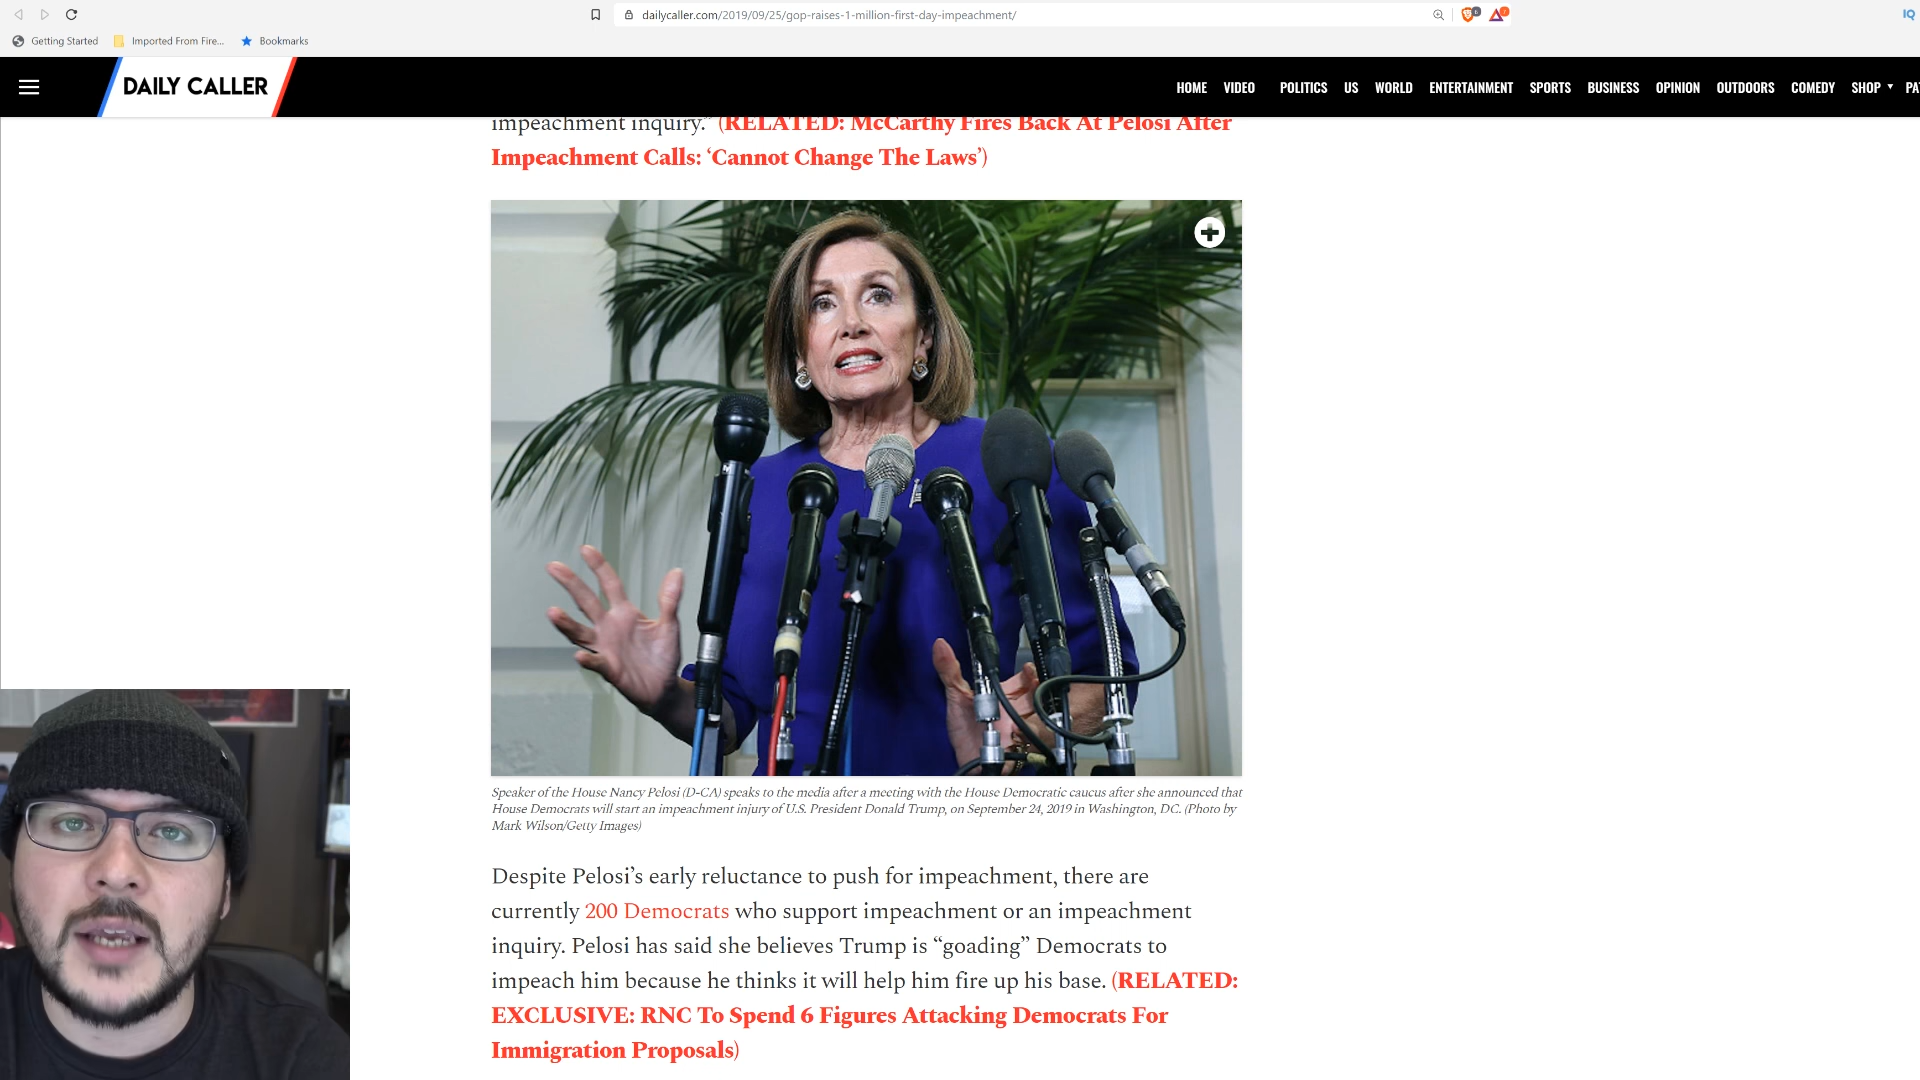 dailycaller.com/2019/09/25/gop-raises-1-million-first-day-impeachment/
IQ
Getting Started
Imported From Fire...
Bookmarks
DAILY CALLER
HOME VIDEO POLITICS US WORLD ENTERTAINMENT SPORTS BUSINESS OPINION OUTDOORS COMEDY SHOP PA
impeachment inquiry.” (RELATED: McCarthy Fires Back At Pelosi After
Impeachment Calls: ‘Cannot Change The Laws’)
Speaker of the House Nancy Pelosi (D-CA) speaks to the media after a meeting with the House Democratic caucus after she announced that
House Democrats will start an impeachment injury of U.S. President Donald Trump, on September 24, 2019 in Washington, DC. (Photo by
Mark Wilson/Getty Images)
Despite Pelosi’s early reluctance to push for impeachment, there are
currently 200 Democrats who support impeachment or an impeachment
inquiry. Pelosi has said she believes Trump is “goading” Democrats to
impeach him because he thinks it will help him fire up his base. (RELATED:
EXCLUSIVE: RNC To Spend 6 Figures Attacking Democrats For
Immigration Proposals)